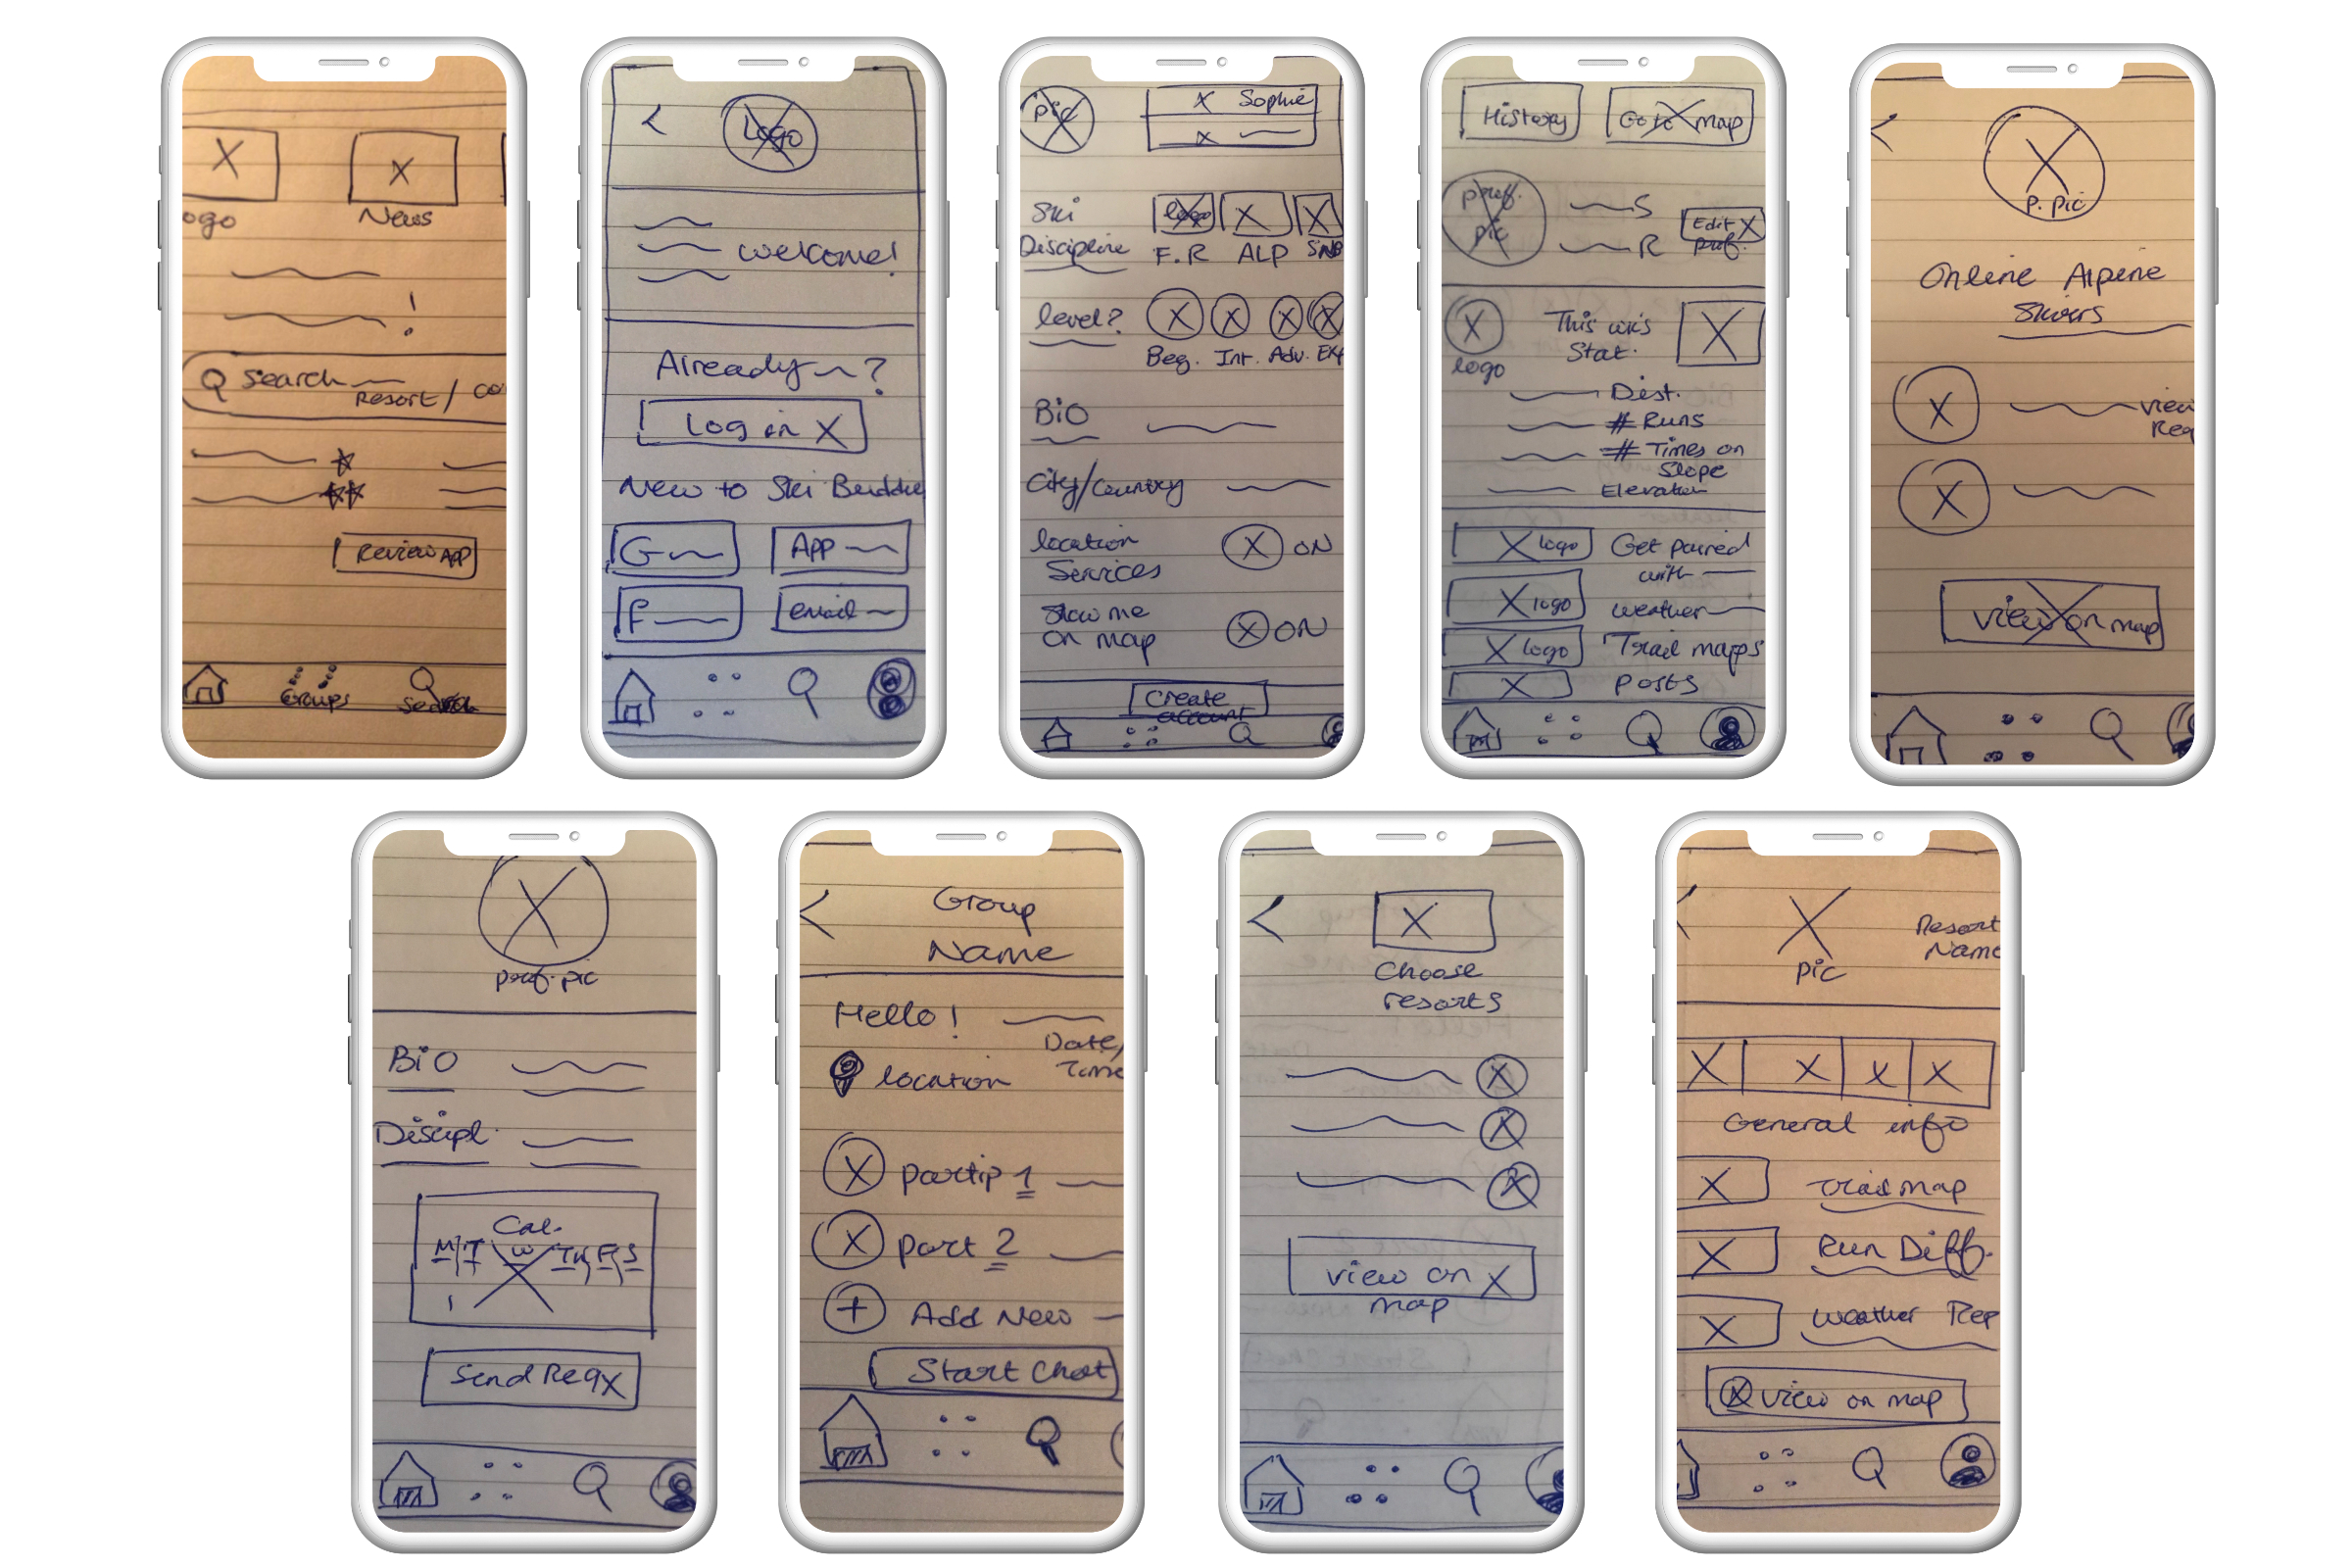 ogo
News
!
Search
Resort / co
Review APP
Groups
Search
Logo
welcome!
Already ?
Log in X
New to Ski Buddie
G
App
F
email
pic
X Sophie
X
Ski
Discipline
logo
F.R ALP SNB
level?
Beg. Int. Adv. Exp
BiO
City/Country
location
Services
ON
Show me
on map
ON
Create
account
History
Go to map
prof.
pic
S
R
Edit
prof.
logo
This wk's
Stat.
Dist.
# Runs
# Times on
Slope
Elevation
logo Get paired
with
logo weather
logo Trail maps
posts
P. pic
Online Alpine
Skiers
view
Req
view on map
prof. pic
BiO
Discipl.
Cal.
M T W TH F S
1
Send Req X
Group
Name
Hello!
Date/
Time
location
partip 1
part 2
+ Add New
Start Chat
Choose
resorts
view on X
map
pic
Resort
Name
General info
Trail map
Run Diff.
weather Rep
view on map